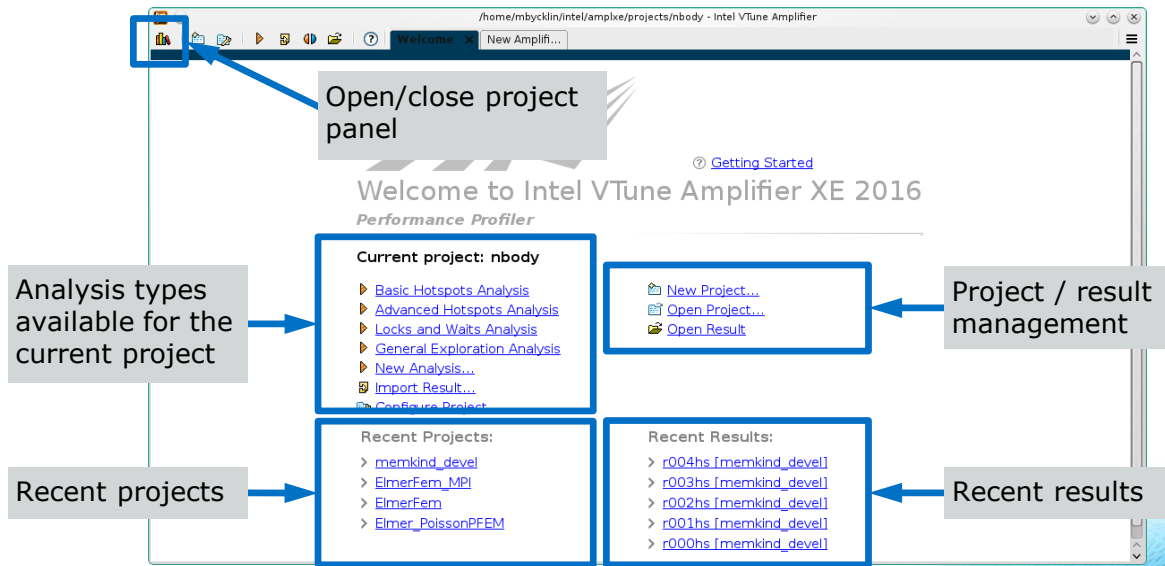 /home/mbycklin/intel/amplxe/projects/nbody - Intel VTune Amplifier
Welcome
New Amplifi...
Open/close project
panel
Getting Started
Welcome to Intel VTune Amplifier XE 2016
Performance Profiler
Current project: nbody
Analysis types
available for the
current project
Basic Hotspots Analysis
Advanced Hotspots Analysis
Locks and Waits Analysis
General Exploration Analysis
New Analysis...
Import Result...
Configure Project...
New Project...
Open Project...
Open Result
Project / result
management
Recent projects
Recent Projects:
memkind_devel
ElmerFem_MPI
ElmerFem
Elmer_PoissonPFEM
Recent Results:
r004hs [memkind_devel]
r003hs [memkind_devel]
r002hs [memkind_devel]
r001hs [memkind_devel]
r000hs [memkind_devel]
Recent results